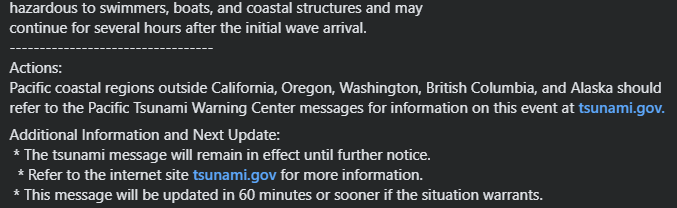 hazardous to swimmers, boats, and coastal structures and may
continue for several hours after the initial wave arrival.
----------------------------------
Actions:
Pacific coastal regions outside California, Oregon, Washington, British Columbia, and Alaska should
refer to the Pacific Tsunami Warning Center messages for information on this event at tsunami.gov.
Additional Information and Next Update:
* The tsunami message will remain in effect until further notice.
* Refer to the internet site tsunami.gov for more information.
* This message will be updated in 60 minutes or sooner if the situation warrants.